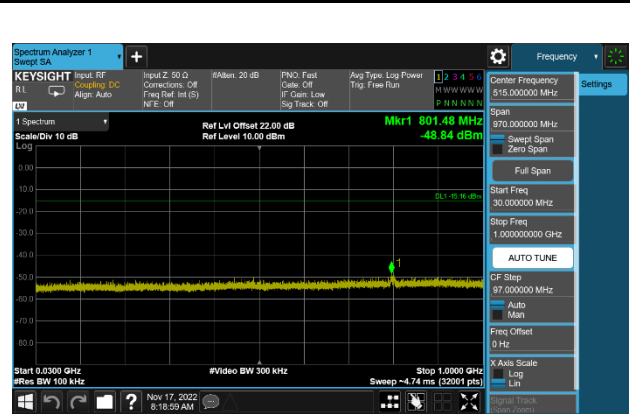 Spectrum Analyzer 1
Swept SA
Frequency
KEYSIGHT
R L
Input: RF
Coupling: DC
Align: Auto
Input Z: 50 Ω
Corrections: Off
Freq Ref: Int (S)
NFE: Off
#Atten: 20 dB
PNO: Fast
Gate: Off
IF Gain: Low
Sig Track: Off
Avg Type: Log-Power
Trig: Free Run
1 2 3 4 5 6
M W W W W W
P N N N N N
1 Spectrum
Scale/Div 10 dB
Log
Ref Lvl Offset 22.00 dB
Ref Level 10.00 dBm
Mkr1 801.48 MHz
-48.84 dBm
0.00
-10.0
-20.0
-30.0
-40.0
-50.0
-60.0
-70.0
-80.0
DL1 -15.16 dBm
1
Start 0.0300 GHz
#Res BW 100 kHz
#Video BW 300 kHz
Stop 1.0000 GHz
Sweep ~4.74 ms (32001 pts)
Center Frequency
515.000000 MHz
Span
970.000000 MHz
Swept Span
Zero Span
Full Span
Start Freq
30.000000 MHz
Stop Freq
1.000000000 GHz
AUTO TUNE
CF Step
97.000000 MHz
Auto
Man
Freq Offset
0 Hz
X Axis Scale
Log
Lin
Signal Track
(Span Zoom)
Settings
Nov 17, 2022
8:18:59 AM